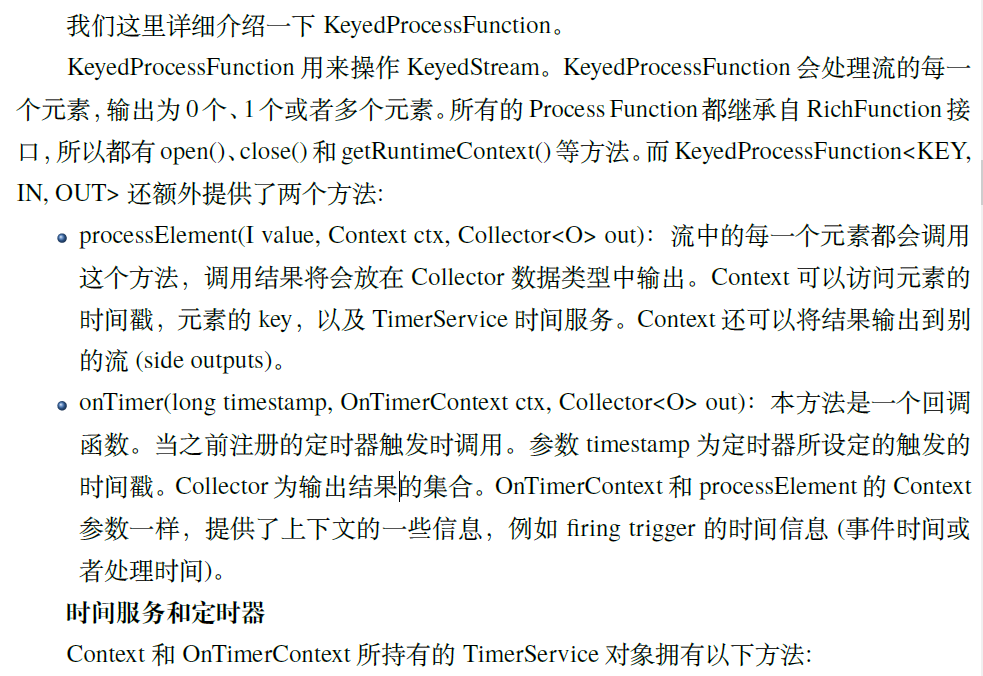 我们这里详细介绍一下 KeyedProcessFunction。
KeyedProcessFunction 用来操作 KeyedStream。KeyedProcessFunction 会处理流的每一
个元素，输出为 0 个、1 个或者多个元素。所有的 Process Function 都继承自 RichFunction 接
口，所以都有 open()、close() 和 getRuntimeContext() 等方法。而 KeyedProcessFunction<KEY,
IN, OUT> 还额外提供了两个方法:
processElement(I value, Context ctx, Collector<O> out)：流中的每一个元素都会调用
这个方法，调用结果将会放在 Collector 数据类型中输出。Context 可以访问元素的
时间戳，元素的 key，以及 TimerService 时间服务。Context 还可以将结果输出到别
的流 (side outputs)。
onTimer(long timestamp, OnTimerContext ctx, Collector<O> out)：本方法是一个回调
函数。当之前注册的定时器触发时调用。参数 timestamp 为定时器所设定的触发的
时间戳。Collector 为输出结果的集合。OnTimerContext 和 processElement 的 Context
参数一样，提供了上下文的一些信息，例如 firing trigger 的时间信息 (事件时间或
者处理时间)。
时间服务和定时器
Context 和 OnTimerContext 所持有的 TimerService 对象拥有以下方法: